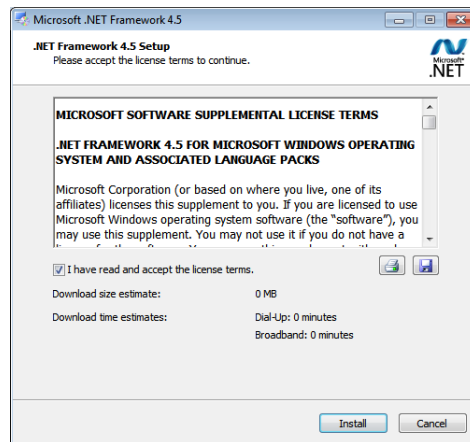 Microsoft .NET Framework 4.5
.NET Framework 4.5 Setup
Please accept the license terms to continue.
Microsoft®
.NET
MICROSOFT SOFTWARE SUPPLEMENTAL LICENSE TERMS
.NET FRAMEWORK 4.5 FOR MICROSOFT WINDOWS OPERATING
SYSTEM AND ASSOCIATED LANGUAGE PACKS
Microsoft Corporation (or based on where you live, one of its
affiliates) licenses this supplement to you. If you are licensed to use
Microsoft Windows operating system software (the “software”), you
may use this supplement. You may not use it if you do not have a
I have read and accept the license terms.
Download size estimate: 0 MB
Download time estimates: Dial-Up: 0 minutes
Broadband: 0 minutes
Install Cancel